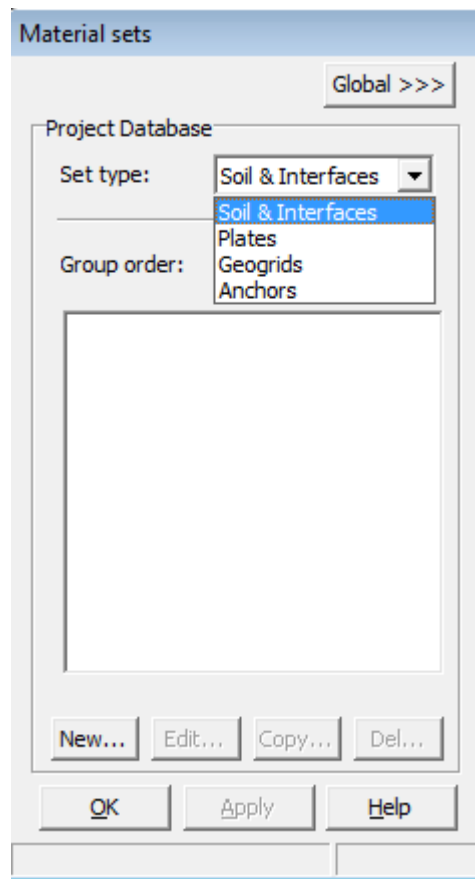 Material sets
Global >>>
Project Database
Set type: Soil & Interfaces
Soil & Interfaces
Plates
Group order: Geogrids
Anchors
New... Edit... Copy... Del...
OK Apply Help